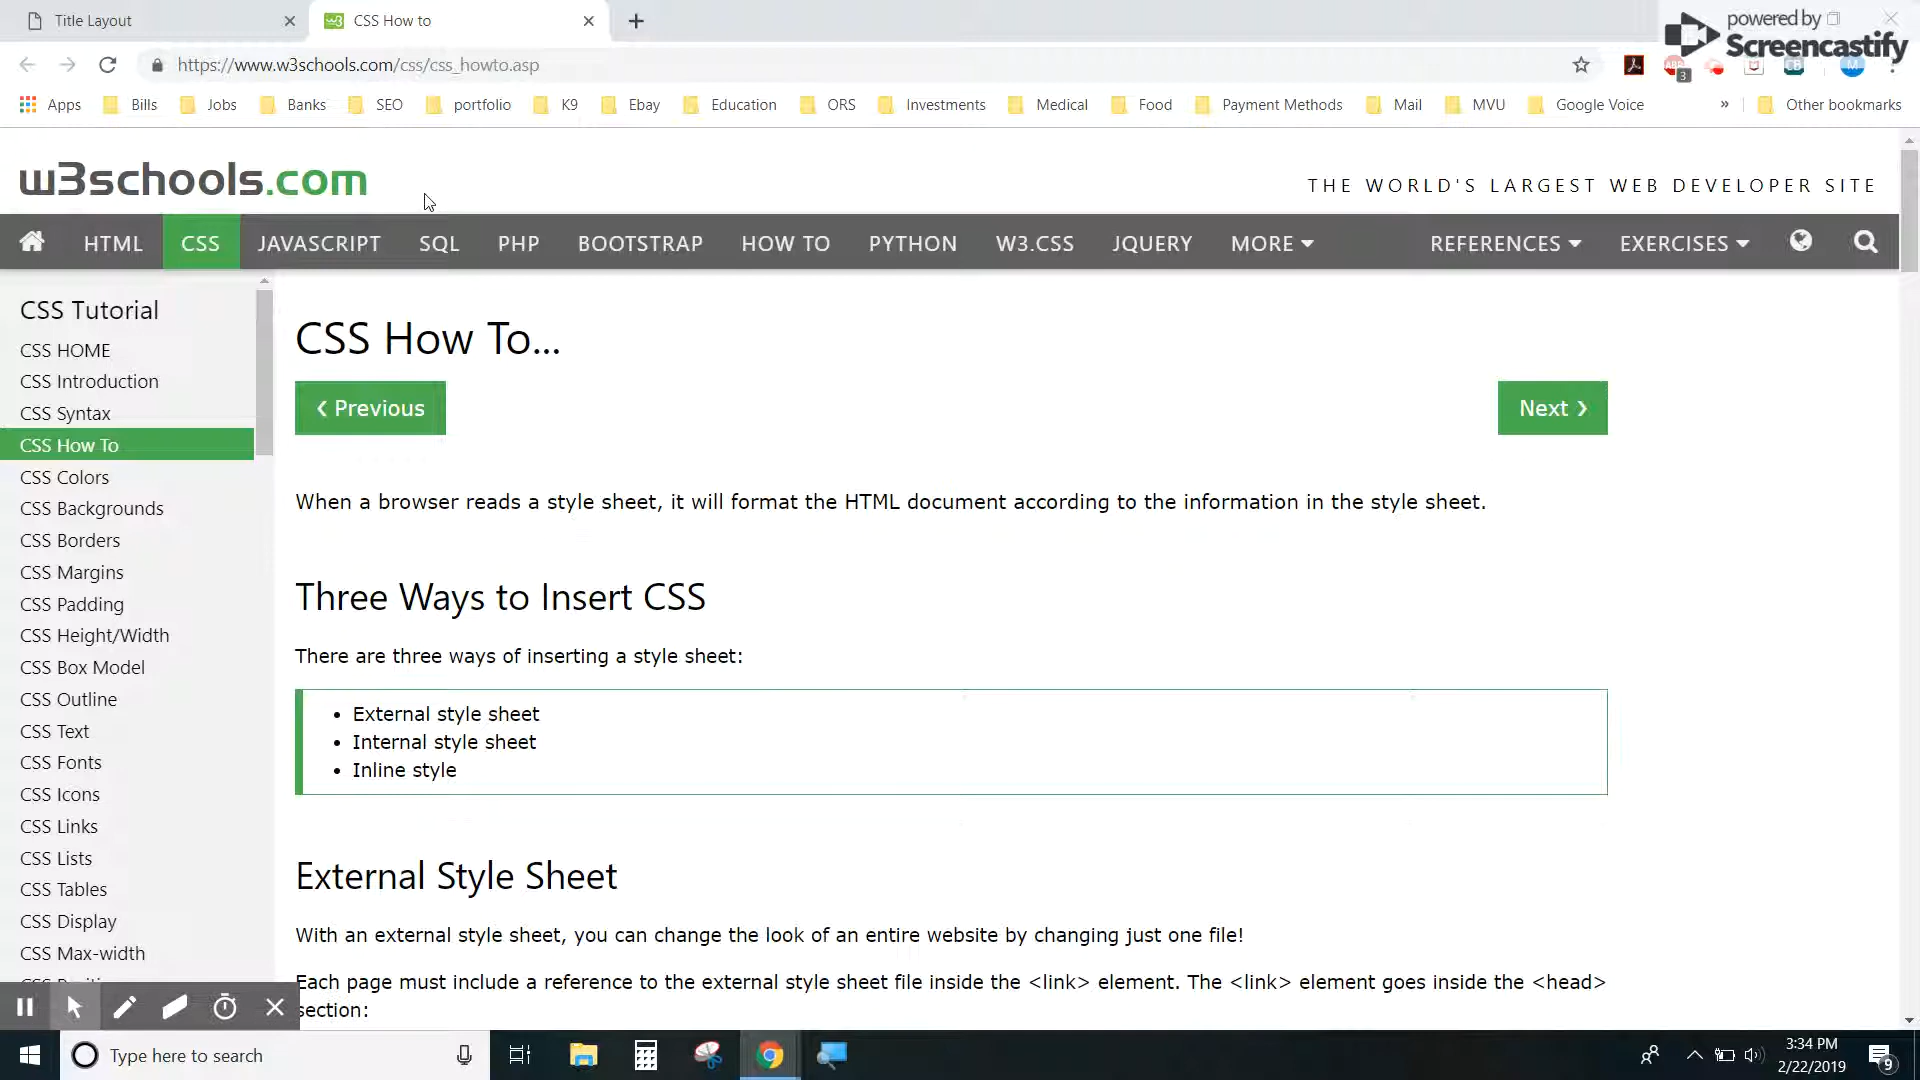 Title Layout
CSS How to
powered by
Screencastify
https://www.w3schools.com/css/css_howto.asp
3
M
Apps Bills Jobs Banks SEO portfolio K9 Ebay Education ORS Investments Medical Food Payment Methods Mail MVU Google Voice » Other bookmarks
w3schools.com
THE WORLD'S LARGEST WEB DEVELOPER SITE
HTML CSS JAVASCRIPT SQL PHP BOOTSTRAP HOW TO PYTHON W3.CSS JQUERY MORE REFERENCES EXERCISES
CSS Tutorial
CSS HOME
CSS Introduction
CSS Syntax
CSS How To
CSS Colors
CSS Backgrounds
CSS Borders
CSS Margins
CSS Padding
CSS Height/Width
CSS Box Model
CSS Outline
CSS Text
CSS Fonts
CSS Icons
CSS Links
CSS Lists
CSS Tables
CSS Display
CSS Max-width
CSS How To...
❮ Previous
Next ❯
When a browser reads a style sheet, it will format the HTML document according to the information in the style sheet.
Three Ways to Insert CSS
There are three ways of inserting a style sheet:
• External style sheet
• Internal style sheet
• Inline style
External Style Sheet
With an external style sheet, you can change the look of an entire website by changing just one file!
Each page must include a reference to the external style sheet file inside the <link> element. The <link> element goes inside the <head>
section:
Type here to search
3:34 PM
2/22/2019
9